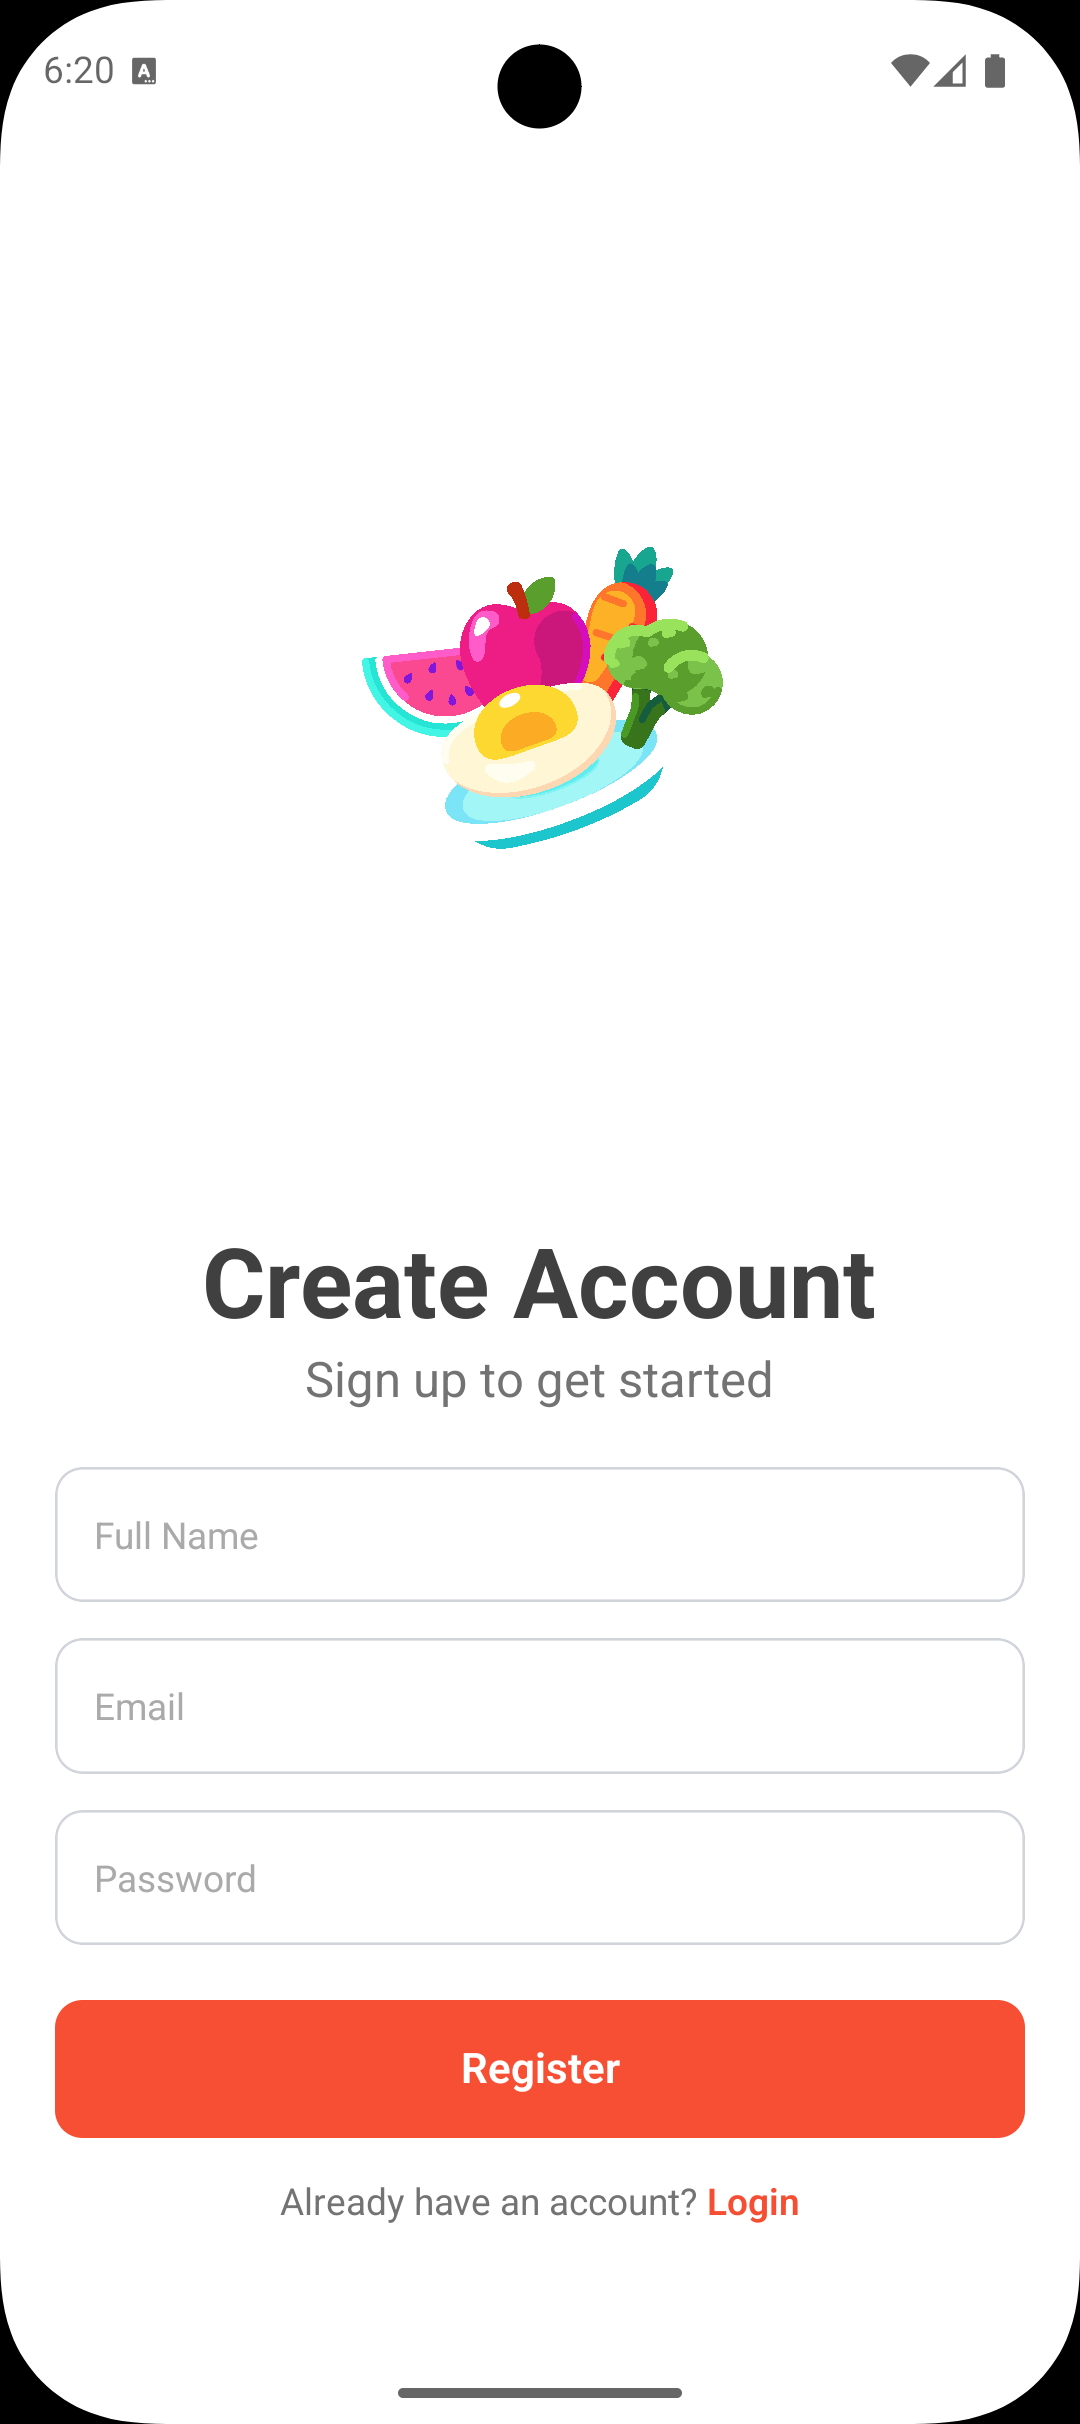 6:20
Create Account
Sign up to get started
Full Name
Email
Password
Register
Already have an account? Login